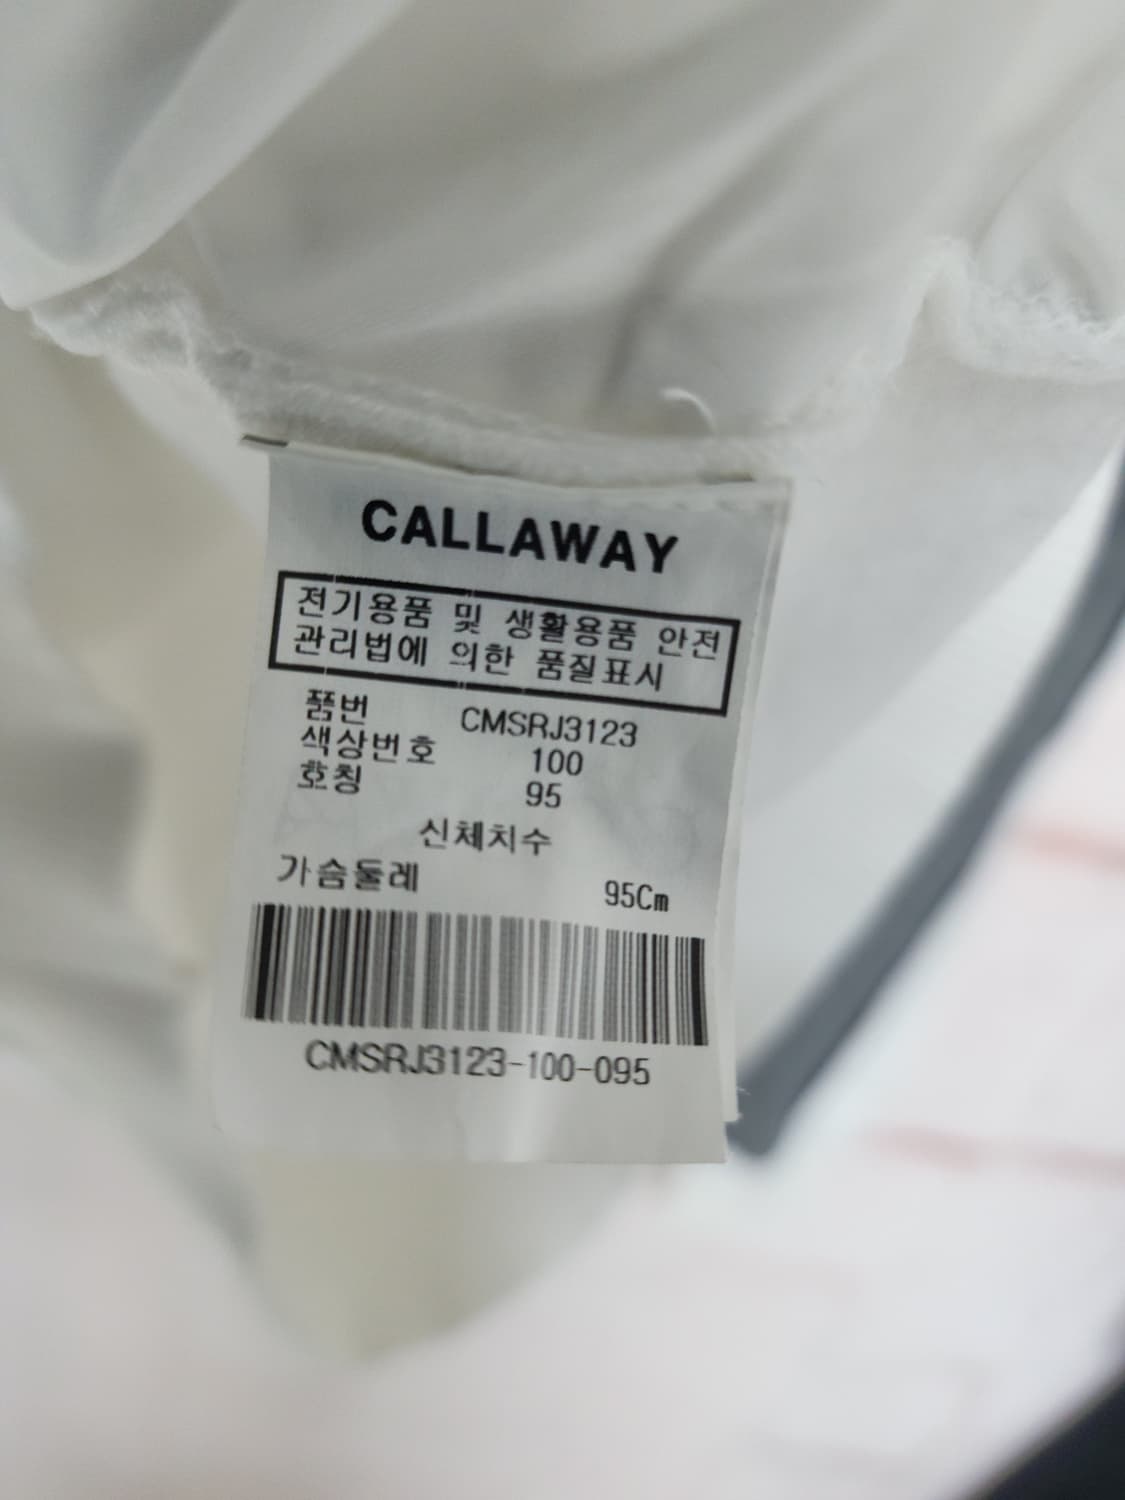 CALLAWAY
전기용품 및 생활용품 안전
관리법에 의한 품질표시
품번 CMSRJ3123
색상번호 100
호칭 95
신체치수
가슴둘레 95Cm
CMSRJ3123-100-095